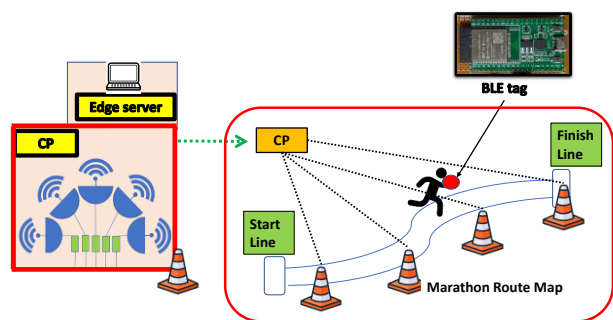 BLE tag
Edge server
CP
CP
Finish
Line
Start
Line
Marathon Route Map